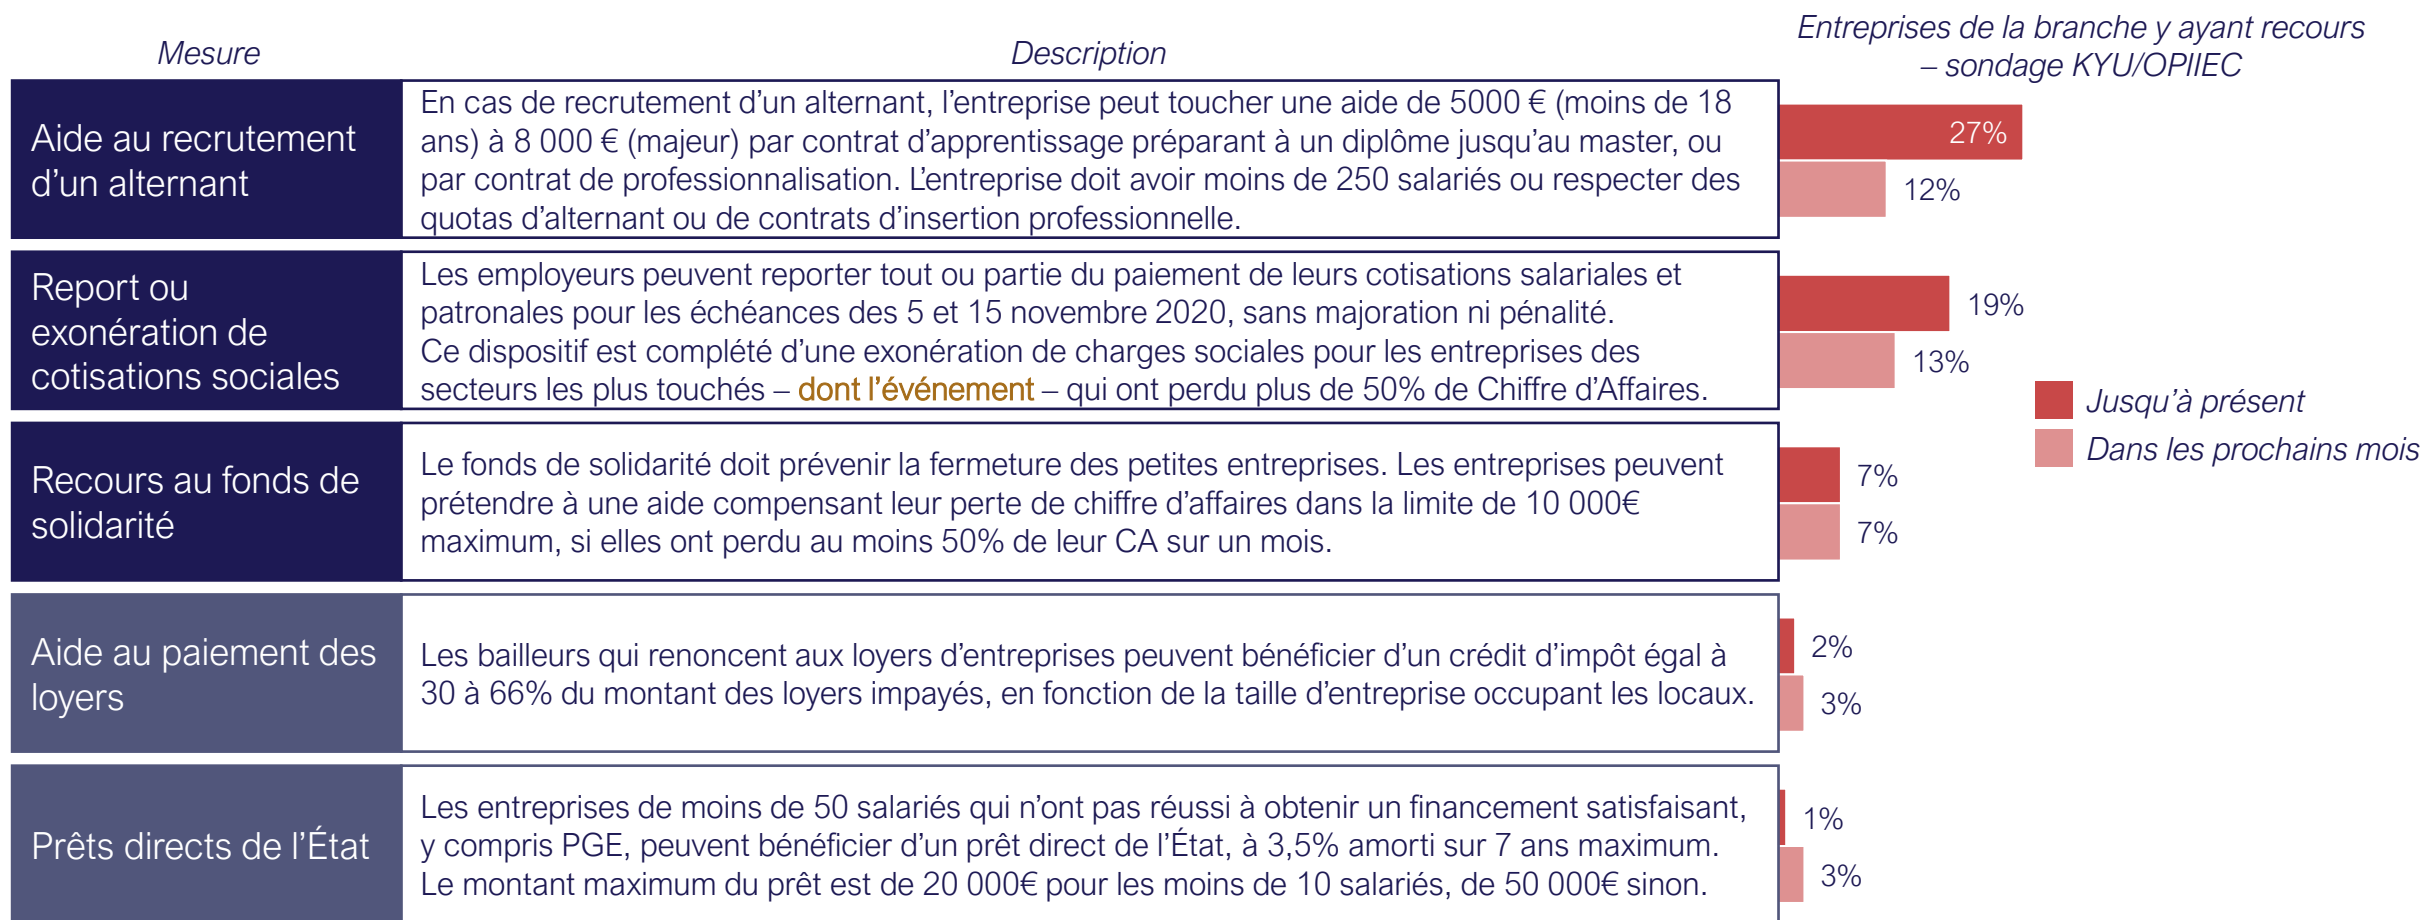 Mesure
Description
Entreprises de la branche y ayant recours
– sondage KYU/OPIIEC
Aide au recrutement
d’un alternant
En cas de recrutement d’un alternant, l’entreprise peut toucher une aide de 5000 € (moins de 18
ans) à 8 000 € (majeur) par contrat d’apprentissage préparant à un diplôme jusqu’au master, ou
par contrat de professionnalisation. L’entreprise doit avoir moins de 250 salariés ou respecter des
quotas d’alternant ou de contrats d’insertion professionnelle.
27%
12%
Report ou
exonération de
cotisations sociales
Les employeurs peuvent reporter tout ou partie du paiement de leurs cotisations salariales et
patronales pour les échéances des 5 et 15 novembre 2020, sans majoration ni pénalité.
Ce dispositif est complété d’une exonération de charges sociales pour les entreprises des
secteurs les plus touchés – dont l’événement – qui ont perdu plus de 50% de Chiffre d’Affaires.
19%
13%
Jusqu’à présent
Dans les prochains mois
Recours au fonds de
solidarité
Le fonds de solidarité doit prévenir la fermeture des petites entreprises. Les entreprises peuvent
prétendre à une aide compensant leur perte de chiffre d’affaires dans la limite de 10 000€
maximum, si elles ont perdu au moins 50% de leur CA sur un mois.
7%
7%
Aide au paiement des
loyers
Les bailleurs qui renoncent aux loyers d’entreprises peuvent bénéficier d’un crédit d’impôt égal à
30 à 66% du montant des loyers impayés, en fonction de la taille d’entreprise occupant les locaux.
2%
3%
Prêts directs de l’État
Les entreprises de moins de 50 salariés qui n’ont pas réussi à obtenir un financement satisfaisant,
y compris PGE, peuvent bénéficier d’un prêt direct de l’État, à 3,5% amorti sur 7 ans maximum.
Le montant maximum du prêt est de 20 000€ pour les moins de 10 salariés, de 50 000€ sinon.
1%
3%